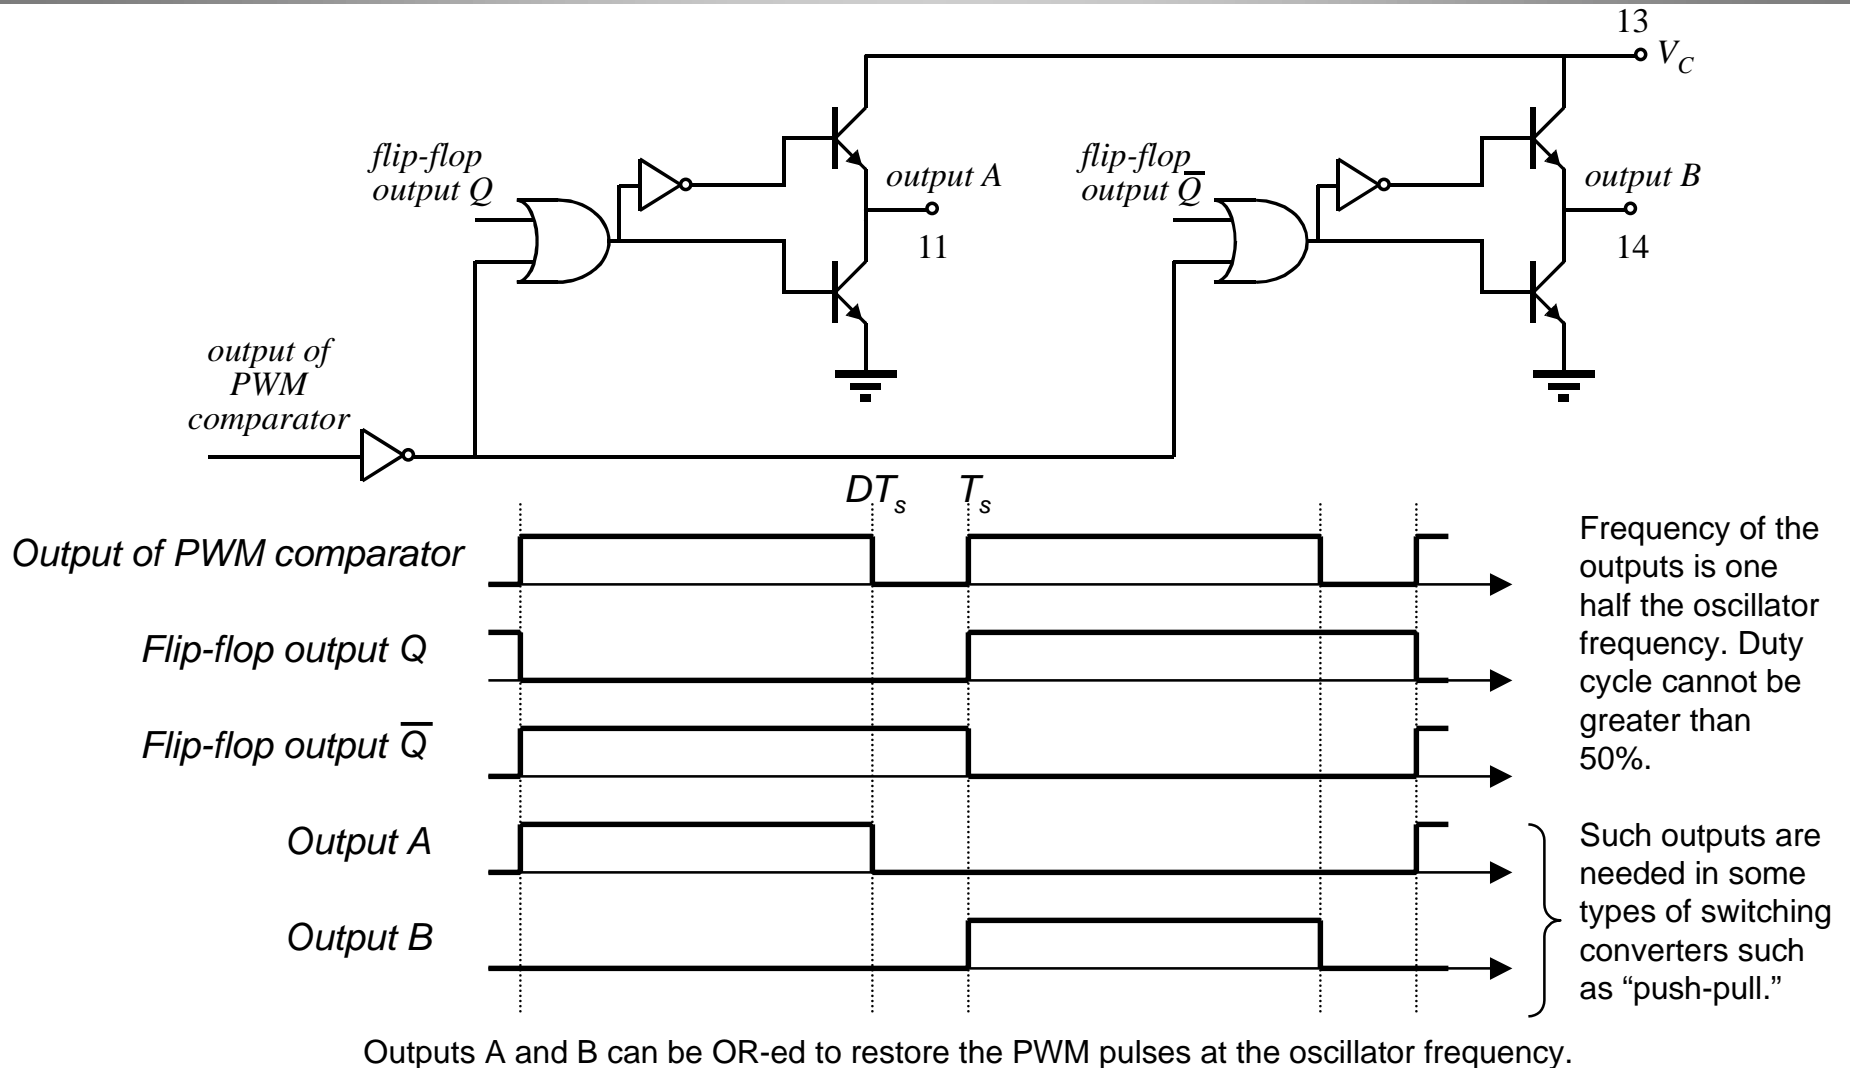 13
V_C
flip-flop
output Q
output A
11
flip-flop
output Q̅
output B
14
output of
PWM
comparator
DT_s
T_s
Output of PWM comparator
Flip-flop output Q
Flip-flop output Q̅
Output A
Output B
Frequency of the
outputs is one
half the oscillator
frequency. Duty
cycle cannot be
greater than
50%.
Such outputs are
needed in some
types of switching
converters such
as “push-pull.”
Outputs A and B can be OR-ed to restore the PWM pulses at the oscillator frequency.